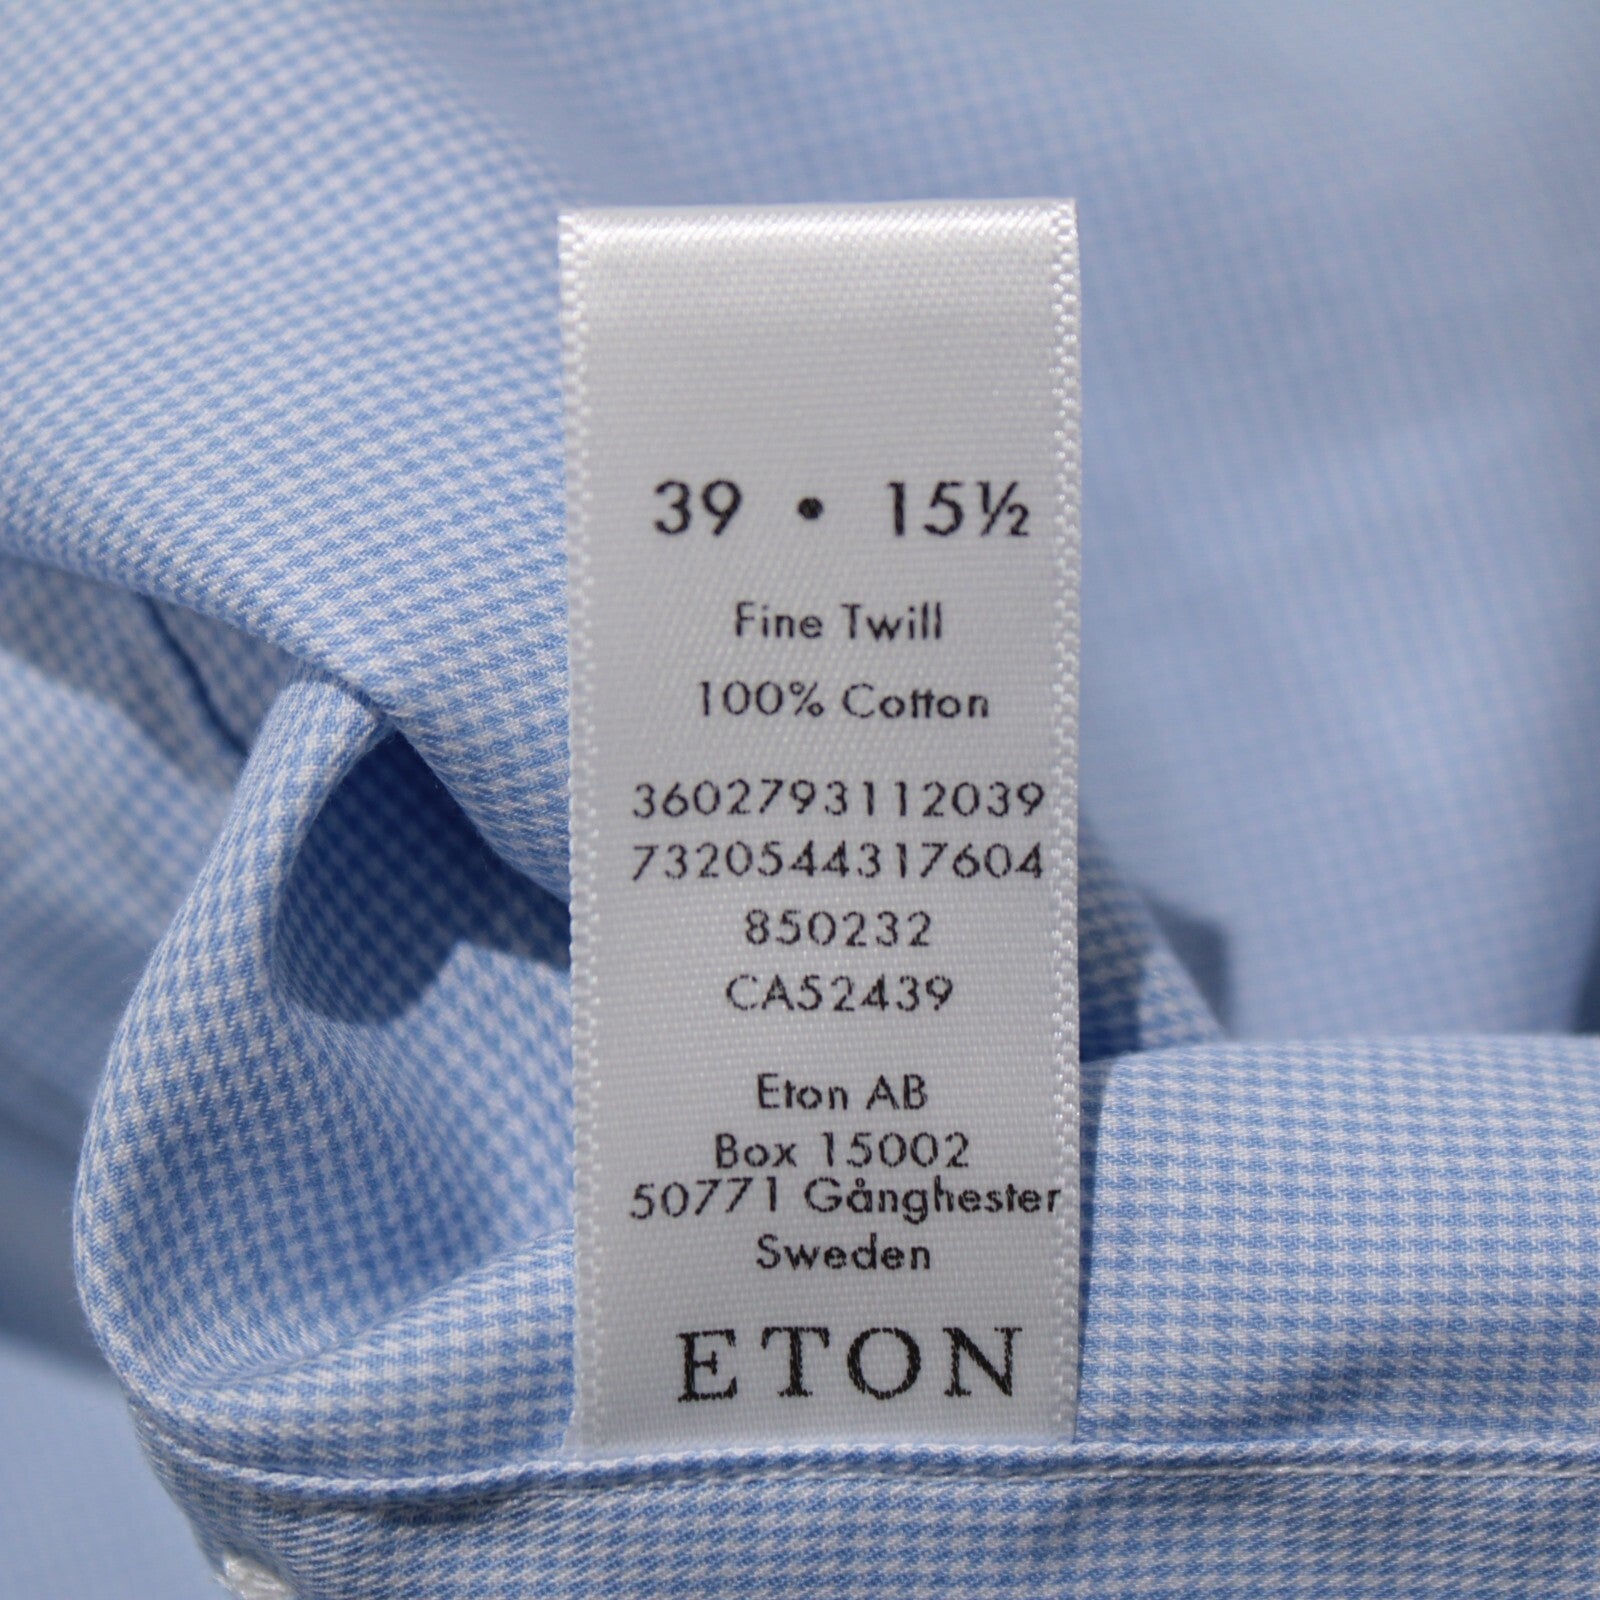 39 • 15½
Fine Twill
100% Cotton
3602793112039
7320544317604
850232
CA52439
Eton AB
Box 15002
50771 Gånghester
Sweden
ETON